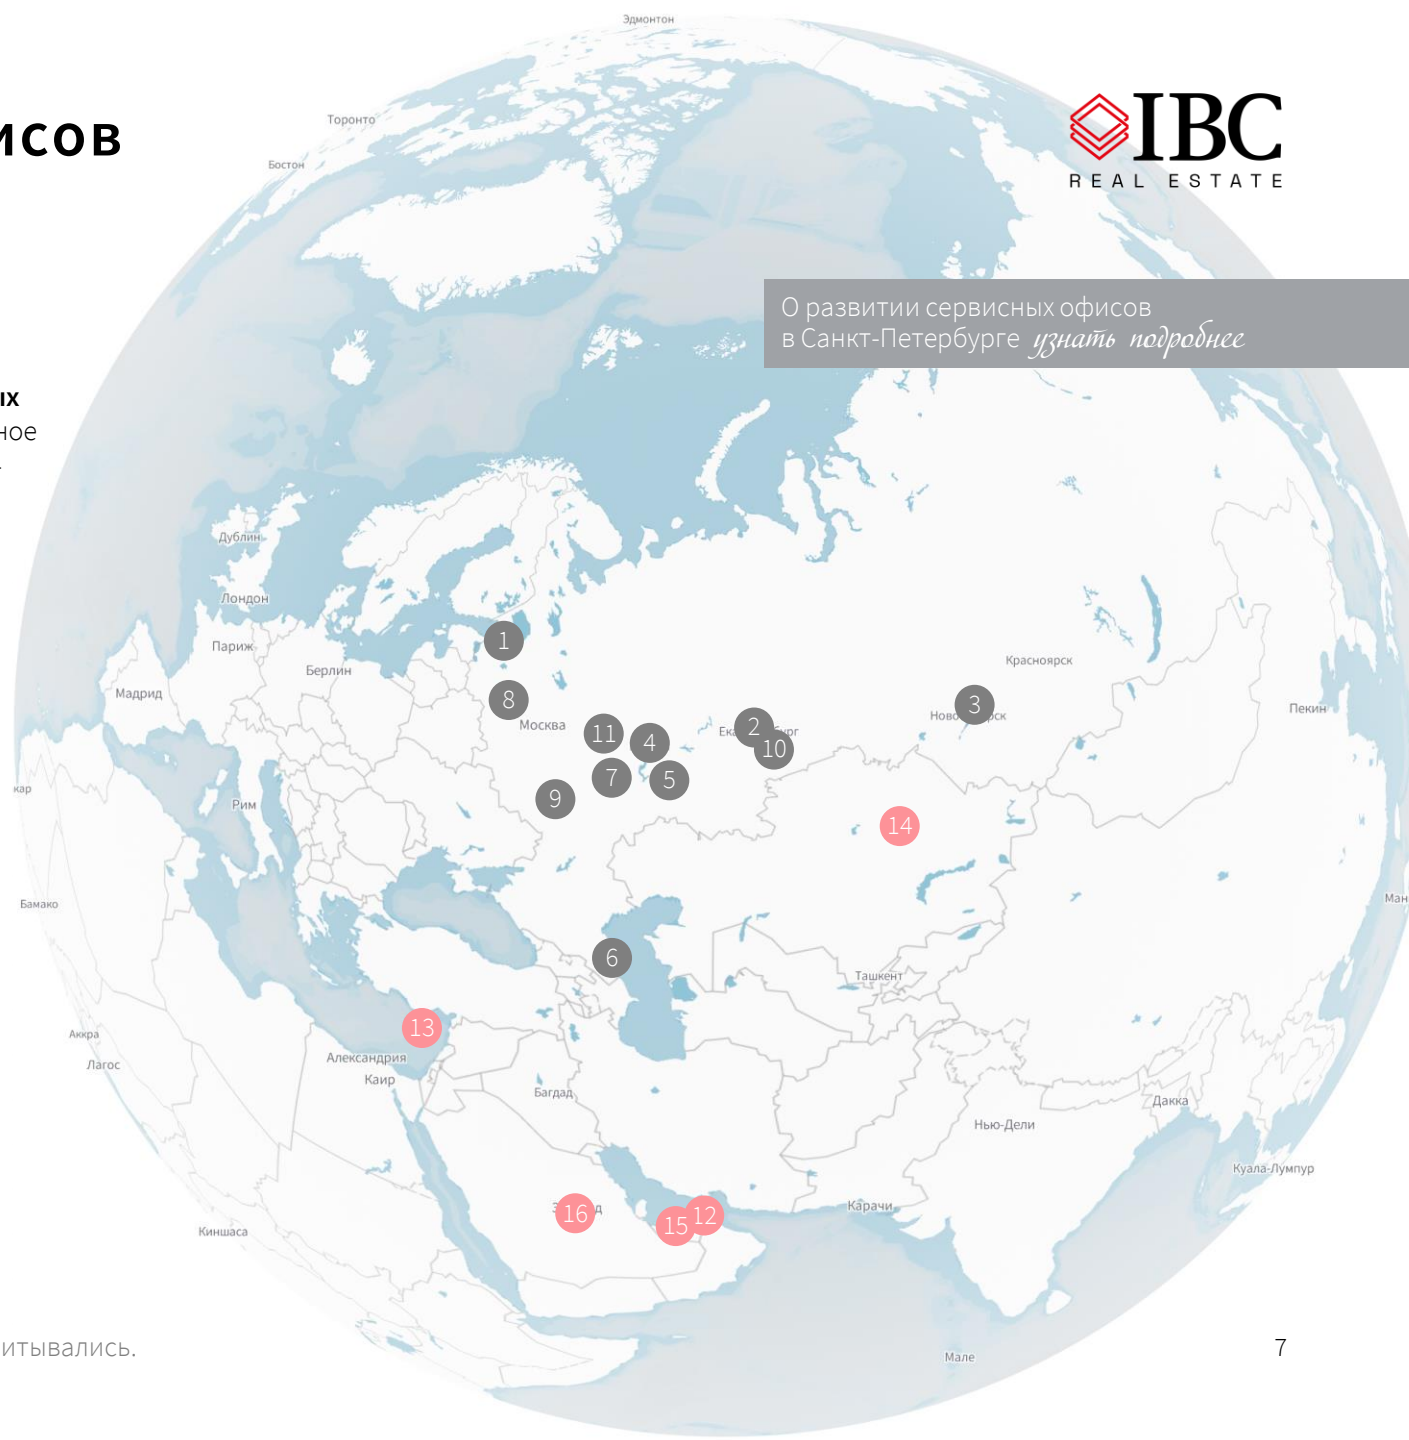 Эдмонтон
Торонто
исов
Бостон
IBC
REAL ESTATE
О развитии сервисных офисов
в Санкт-Петербурге узнать подробнее
ых
ное
Дублин
Лондон
Париж
Берлин
Мадрид
Красноярск
Пекин
Москва
1
8
11
4
2
10
3
7
5
9
кар
Рим
14
Бамако
Ман
6
Ташкент
13
Аккра
Лагос
Александрия
Каир
Багдад
Дакка
Нью-Дели
Куала-Лумпур
Карачи
16
15
12
Киншаса
итывались.
Мале
7